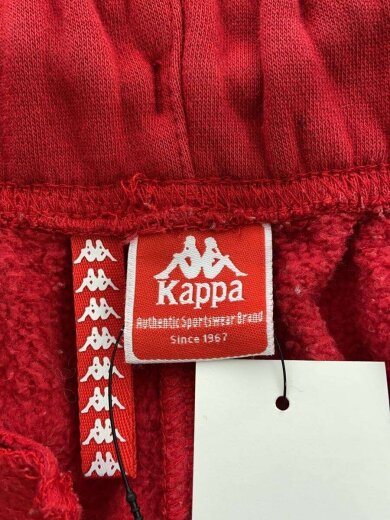 Kappa
Authentic Sportswear Brand
Since 1967